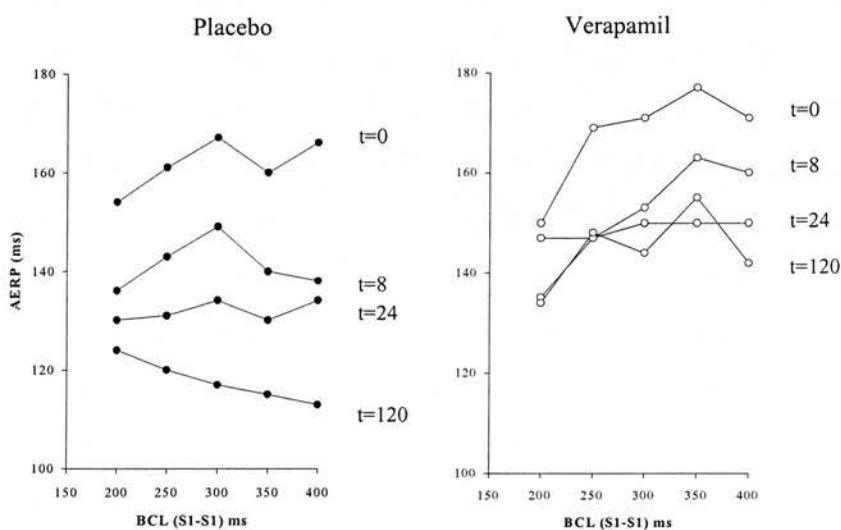 Placebo
180
160
140
120
100
AERP (ms)
t=0
t=8
t=24
t=120
150 200 250 300 350 400
BCL (S1-S1) ms
Verapamil
180
160
140
120
100
t=0
t=8
t=24
t=120
150 200 250 300 350 400
BCL (S1-S1) ms